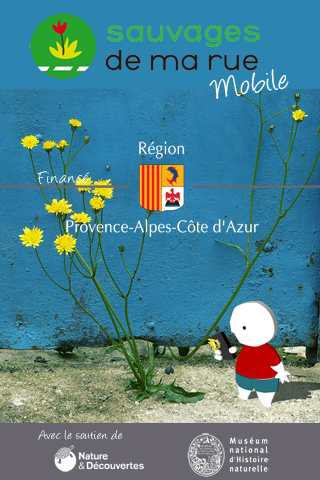 sauvages
de ma rue
Mobile
Région
Financé
Provence-Alpes-Côte d'Azur
Avec le soutien de
Nature
& Découvertes
Muséum
national
d'Histoire
naturelle